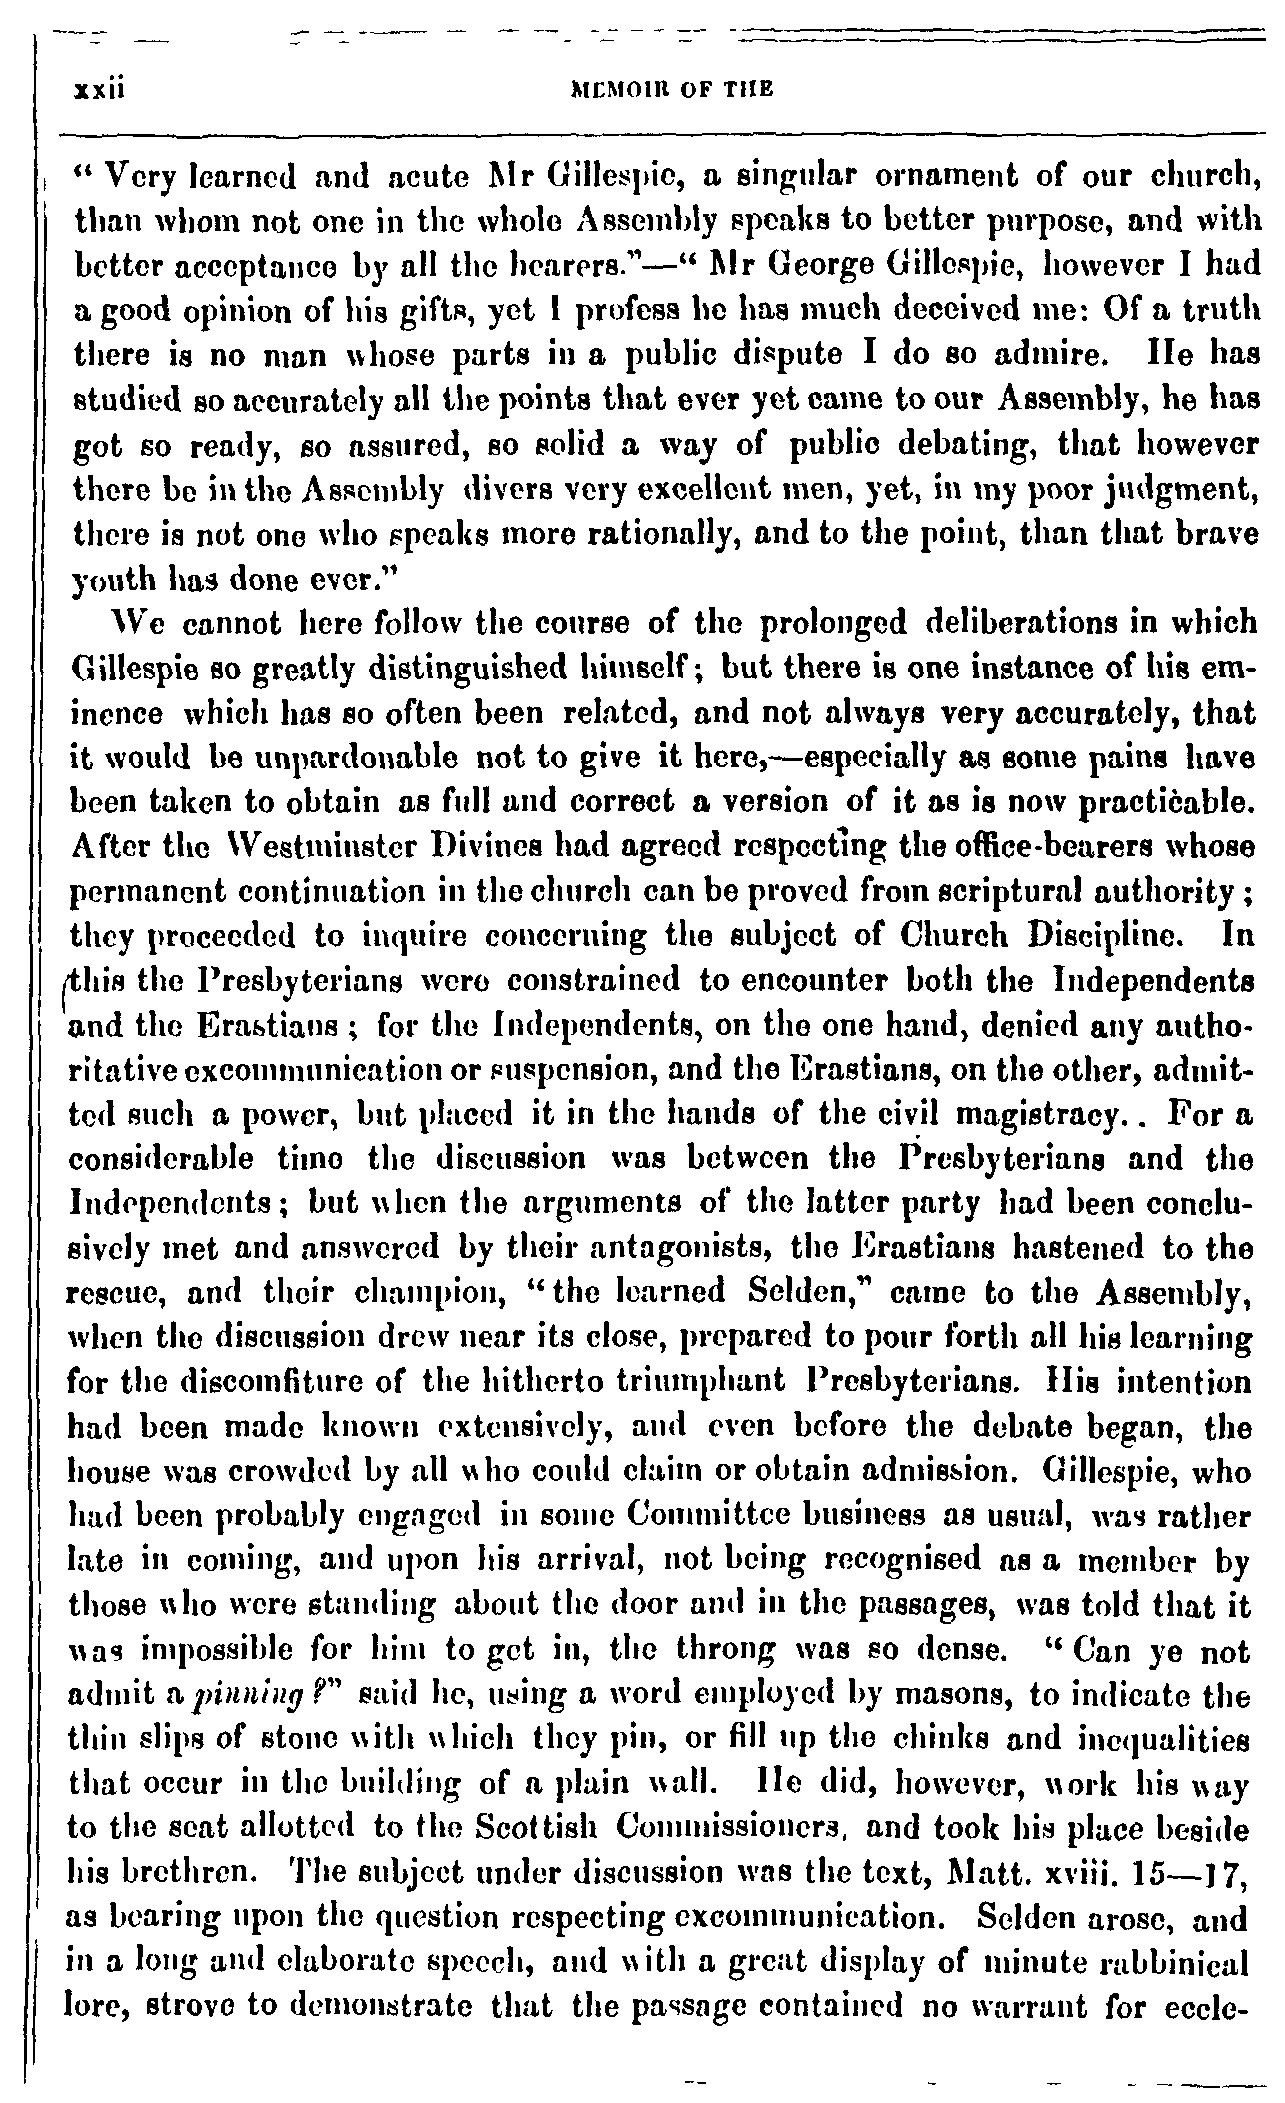 xxii MEMOIR OF THE
“ Very learned and acute Mr Gillespie, a singular ornament of our church,
than whom not one in the whole Assembly speaks to better purpose, and with
better acceptance by all the hearers.”—“ Mr George Gillespie, however I had
a good opinion of his gifts, yet I profess he has much deceived me: Of a truth
there is no man whose parts in a public dispute I do so admire. He has
studied so accurately all the points that ever yet came to our Assembly, he has
got so ready, so assured, so solid a way of public debating, that however
there be in the Assembly divers very excellent men, yet, in my poor judgment,
there is not one who speaks more rationally, and to the point, than that brave
youth has done ever.”
We cannot here follow the course of the prolonged deliberations in which
Gillespie so greatly distinguished himself; but there is one instance of his em-
inence which has so often been related, and not always very accurately, that
it would be unpardonable not to give it here,—especially as some pains have
been taken to obtain as full and correct a version of it as is now practicable.
After the Westminster Divines had agreed respecting the office-bearers whose
permanent continuation in the church can be proved from scriptural authority ;
they proceeded to inquire concerning the subject of Church Discipline. In
this the Presbyterians were constrained to encounter both the Independents
and the Erastians ; for the Independents, on the one hand, denied any autho-
ritative excommunication or suspension, and the Erastians, on the other, admit-
ted such a power, but placed it in the hands of the civil magistracy. . For a
considerable time the discussion was between the Presbyterians and the
Independents ; but when the arguments of the latter party had been conclu-
sively met and answered by their antagonists, the Erastians hastened to the
rescue, and their champion, “the learned Selden,” came to the Assembly,
when the discussion drew near its close, prepared to pour forth all his learning
for the discomfiture of the hitherto triumphant Presbyterians. His intention
had been made known extensively, and even before the debate began, the
house was crowded by all who could claim or obtain admission. Gillespie, who
had been probably engaged in some Committee business as usual, was rather
late in coming, and upon his arrival, not being recognised as a member by
those who were standing about the door and in the passages, was told that it
was impossible for him to get in, the throng was so dense. “ Can ye not
admit a pinning?” said he, using a word employed by masons, to indicate the
thin slips of stone with which they pin, or fill up the chinks and inequalities
that occur in the building of a plain wall. He did, however, work his way
to the seat allotted to the Scottish Commissioners, and took his place beside
his brethren. The subject under discussion was the text, Matt. xviii. 15—17,
as bearing upon the question respecting excommunication. Selden arose, and
in a long and elaborate speech, and with a great display of minute rabbinical
lore, strove to demonstrate that the passage contained no warrant for eccle-